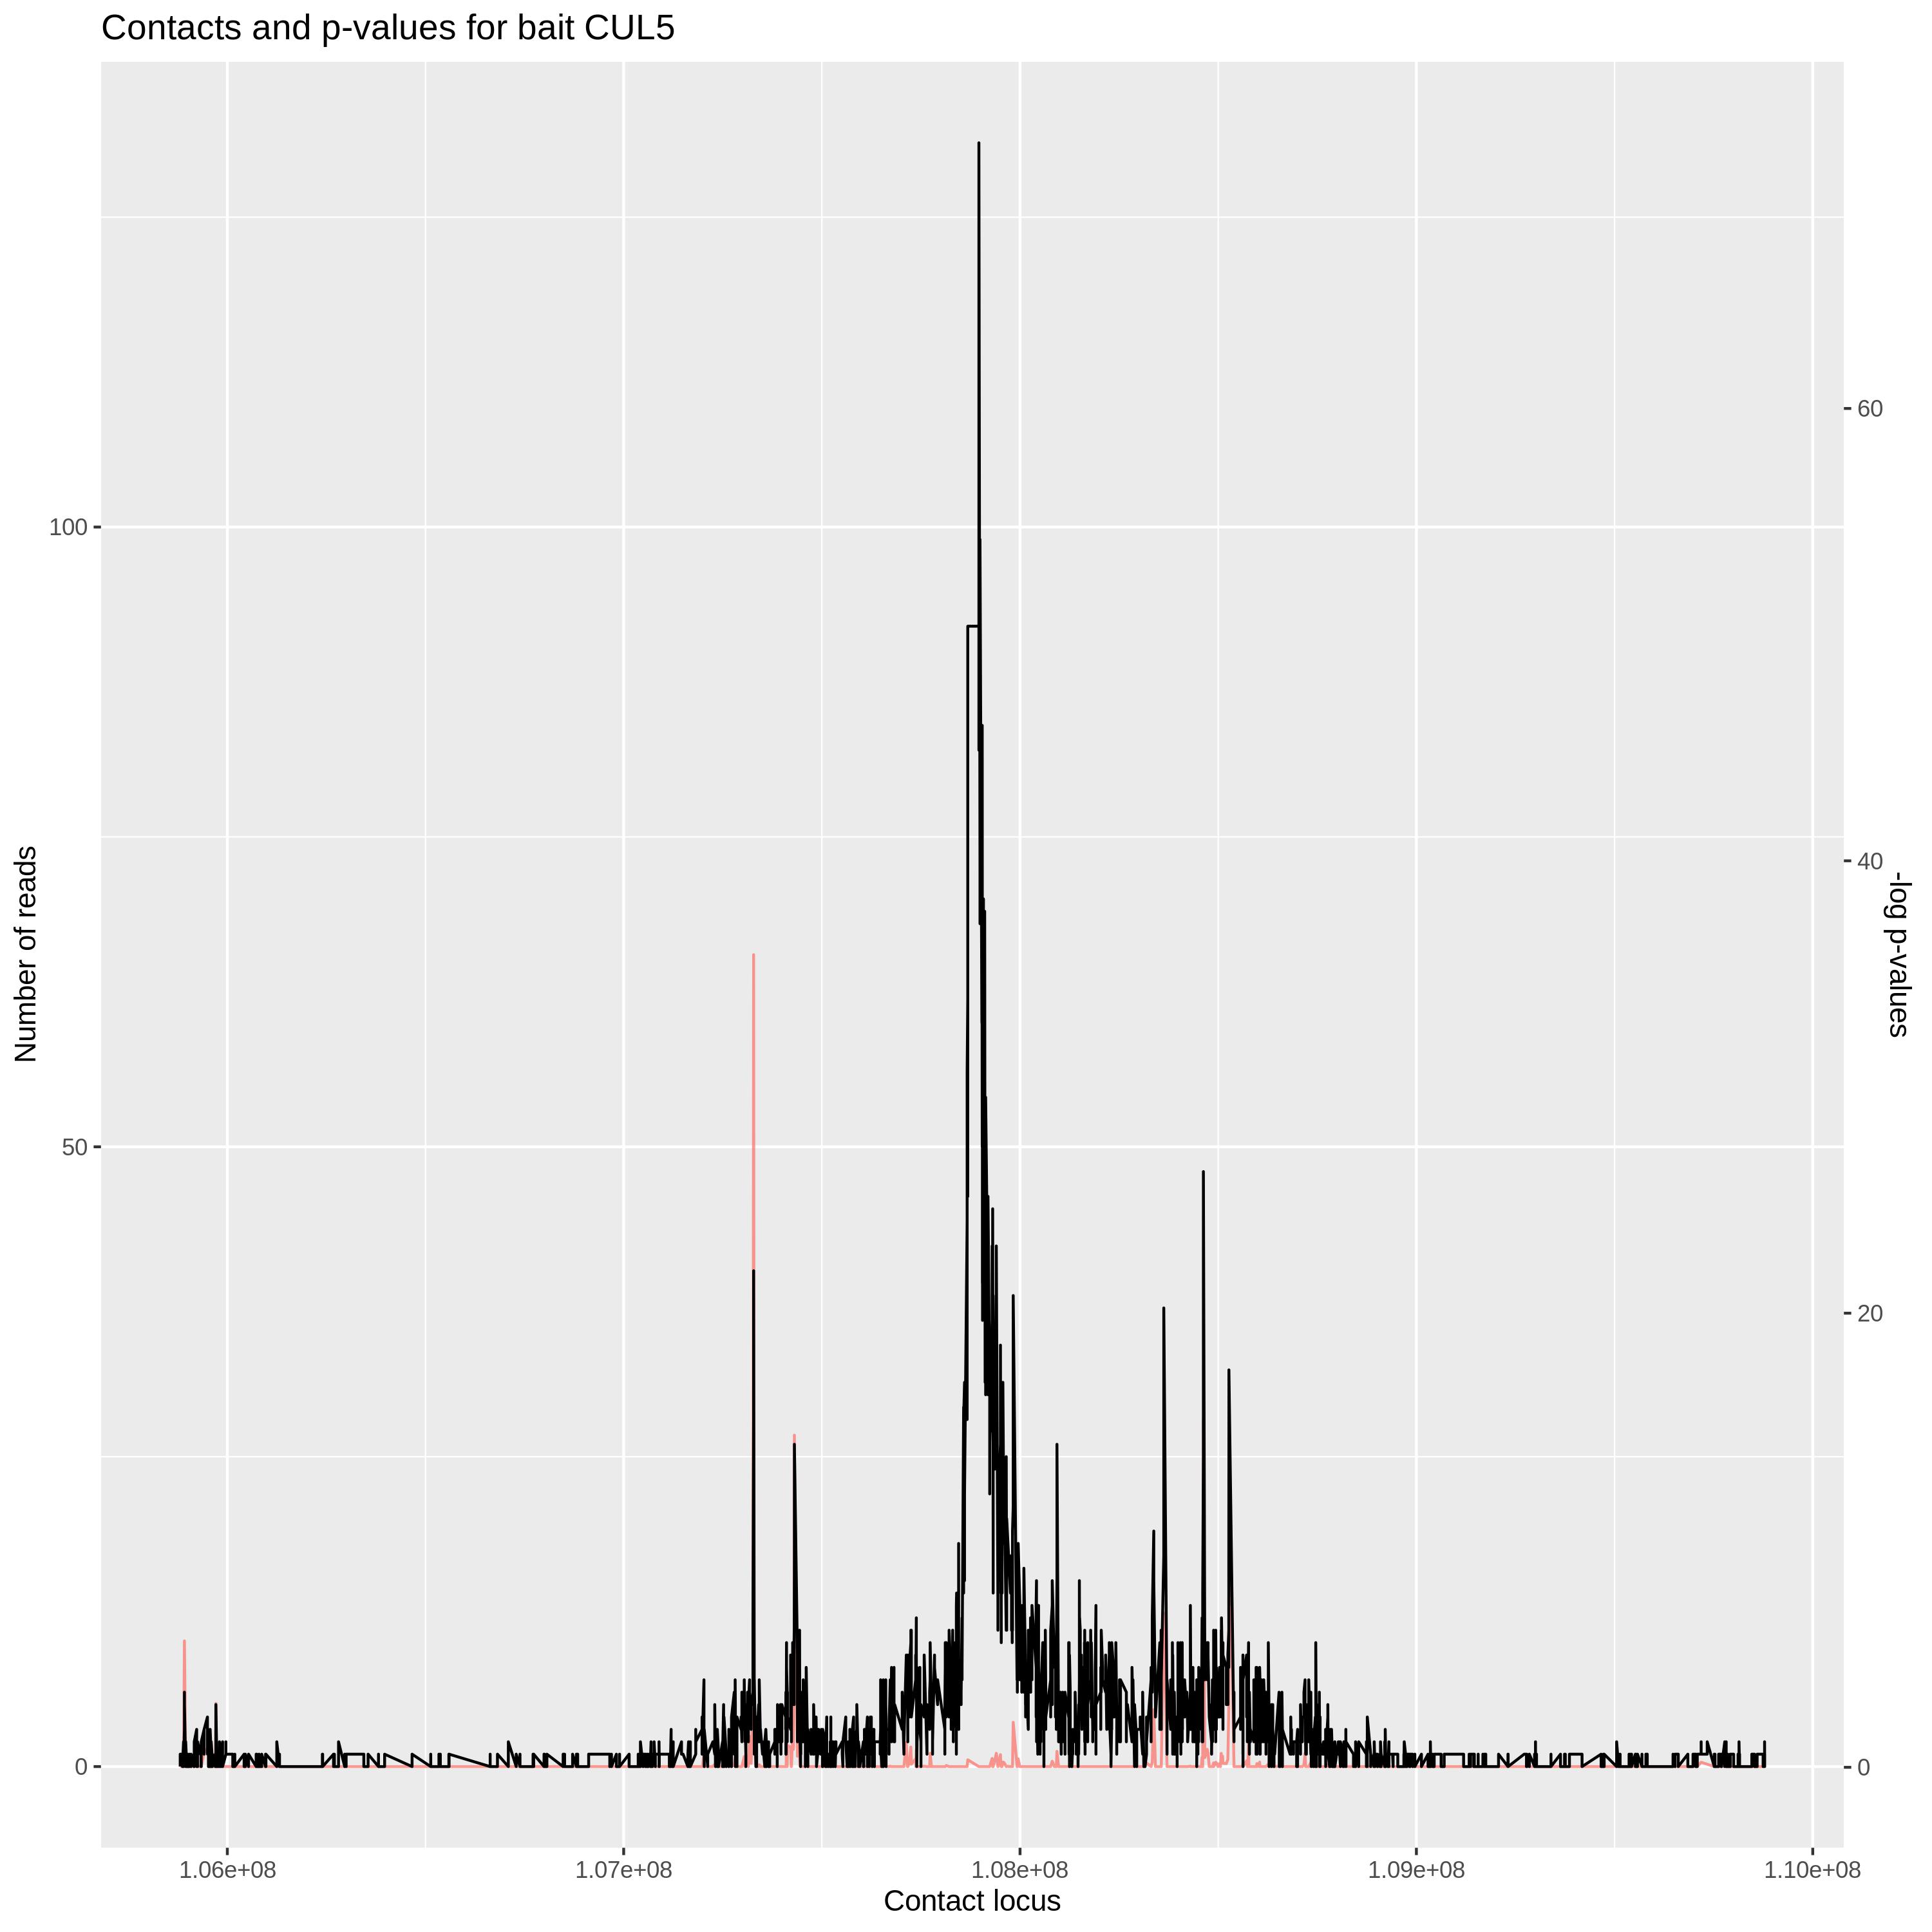 Contacts and p-values for bait CUL5
Number of reads
100
50
0
60
40
20
0
-log p-values
1.06e+08
1.07e+08
1.08e+08
1.09e+08
1.10e+08
Contact locus